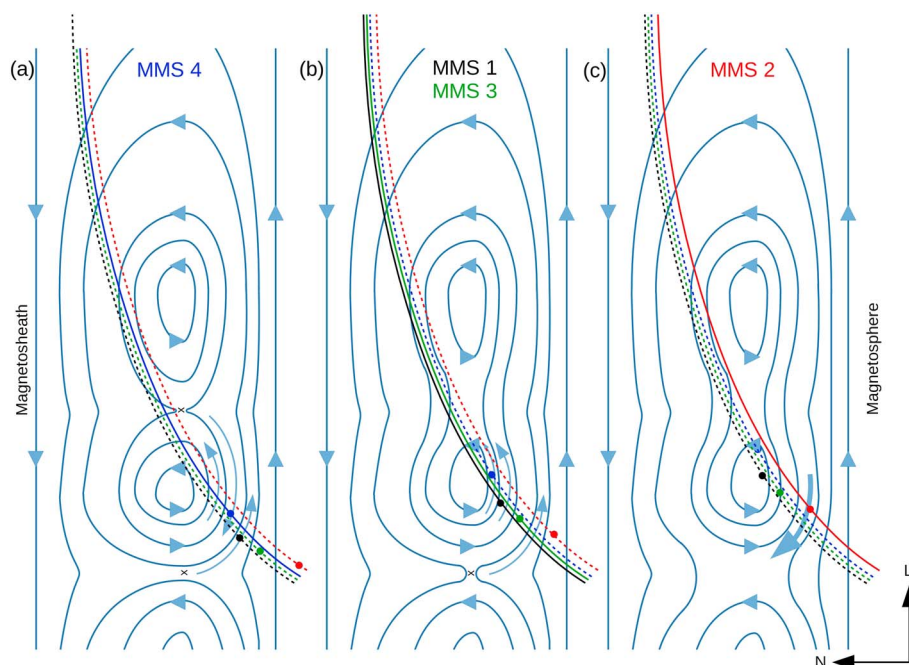 (a)
MMS 4
(b)
MMS 1
MMS 3
(c)
MMS 2
Magnetosheath
Magnetosphere
x
x
x
L
N